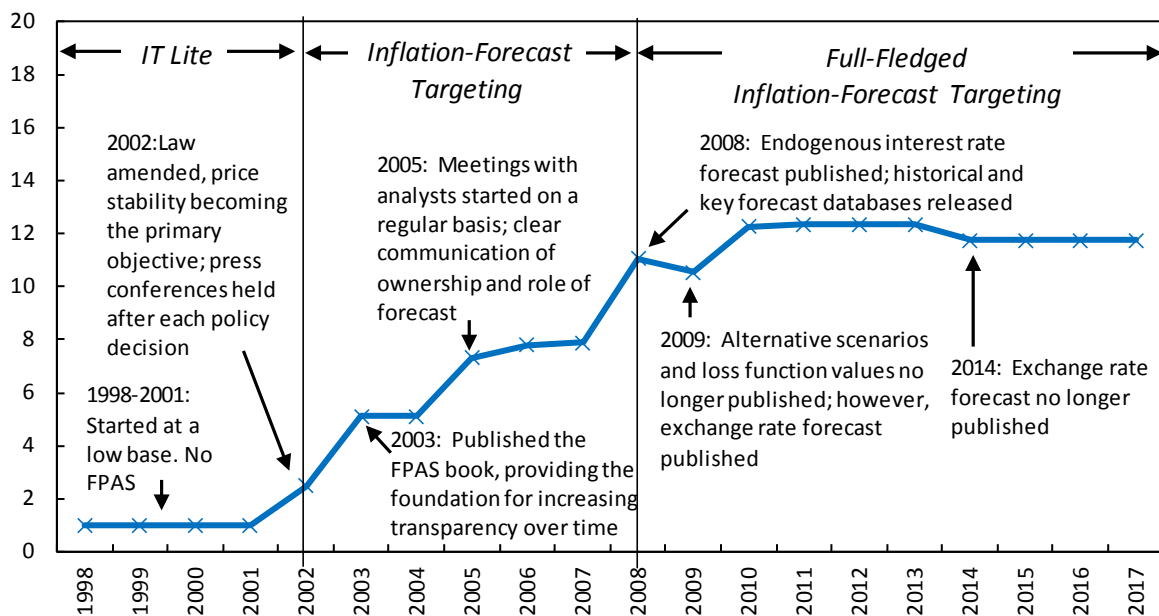 20
18
16
14
12
10
8
6
4
2
0
IT Lite
Inflation-Forecast
Targeting
Full-Fledged
Inflation-Forecast Targeting
2002:Law
amended, price
stability becoming
the primary
objective; press
conferences held
after each policy
decision
1998-2001:
Started at a
low base. No
FPAS
2005: Meetings with
analysts started on a
regular basis; clear
communication of
ownership and role of
forecast
2003: Published the
FPAS book, providing the
foundation for increasing
transparency over time
2008: Endogenous interest rate
forecast published; historical and
key forecast databases released
2009: Alternative scenarios
and loss function values no
longer published; however,
exchange rate forecast
published
2014: Exchange rate
forecast no longer
published
1998
1999
2000
2001
2002
2003
2004
2005
2006
2007
2008
2009
2010
2011
2012
2013
2014
2015
2016
2017